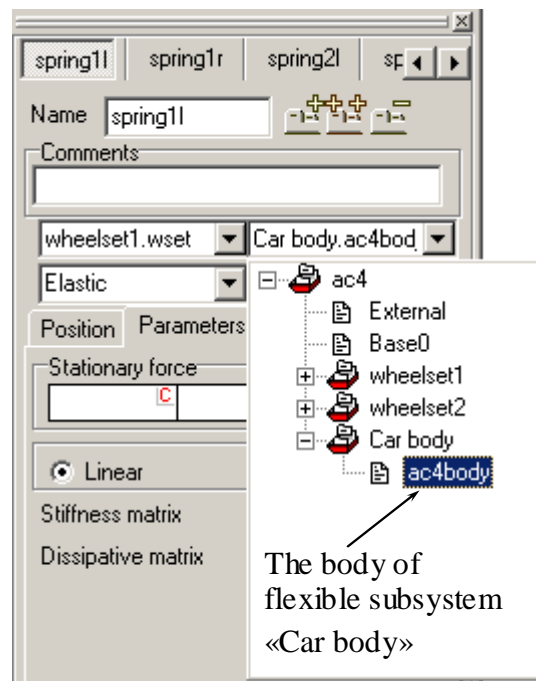 spring1l spring1r spring2l sp
Name spring1l
Comments
wheelset1.wset Car body.ac4bod
Elastic
ac4
External
Base0
wheelset1
wheelset2
Car body
ac4body
Position Parameters
Stationary force
C
Linear
Stiffness matrix
Dissipative matrix
The body of
flexible subsystem
«Car body»